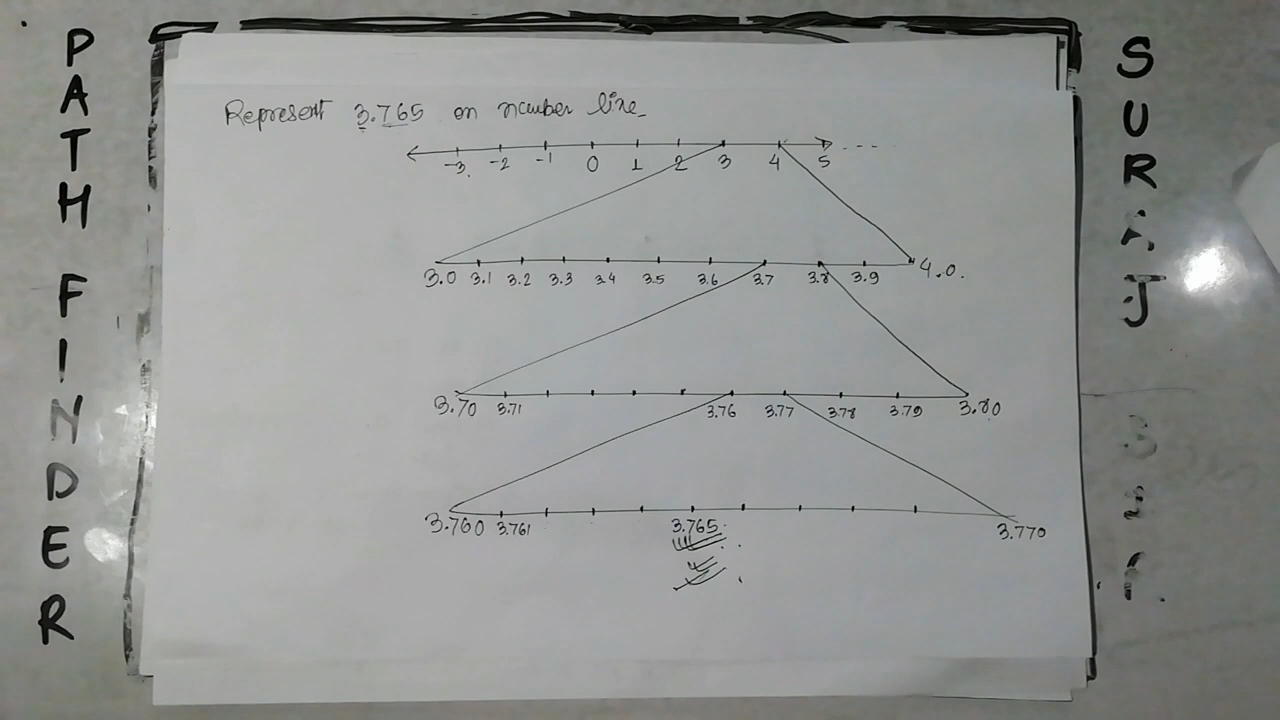 PATH FINDER
Represent 3.765 on number line
-3 -2 -1 0 1 2 3 4 5
3.0 3.1 3.2 3.3 3.4 3.5 3.6 3.7 3.8 3.9 4.0
3.70 3.71 3.76 3.77 3.78 3.79 3.80
3.760 3.761 3.765 3.770
SURAJ